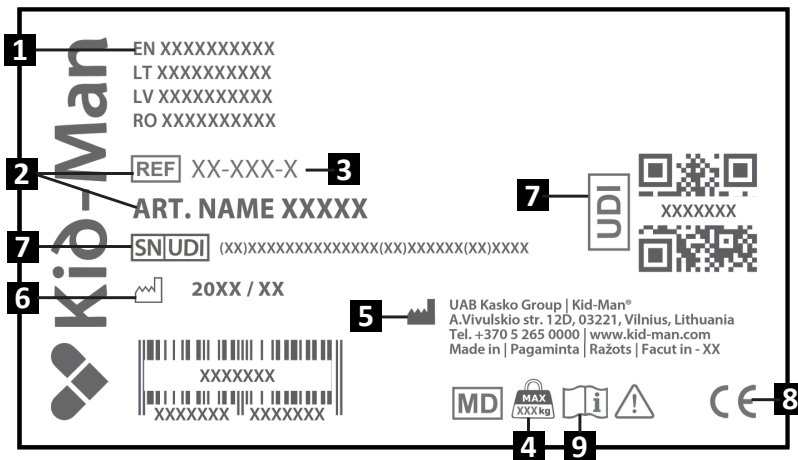 1
EN XXXXXXXXXX
LT XXXXXXXXXX
LV XXXXXXXXXX
RO XXXXXXXXXX
Kið-Man
2
REF XX-XXX-X
3
ART. NAME XXXXX
7
SN UDI (XX)XXXXXXXXXXXXXX(XX)XXXXXX(XX)XXXX
7
UDI
XXXXXXX
6
20XX / XX
5
UAB Kasko Group | Kid-Man®
A.Vivulskio str. 12D, 03221, Vilnius, Lithuania
Tel. +370 5 265 0000 | www.kid-man.com
Made in | Pagaminta | Ražots | Facut in - XX
XXXXXXX
XXXXXXX XXXXXXX
MD
MAX
XXX kg
i
CE
8
4
9